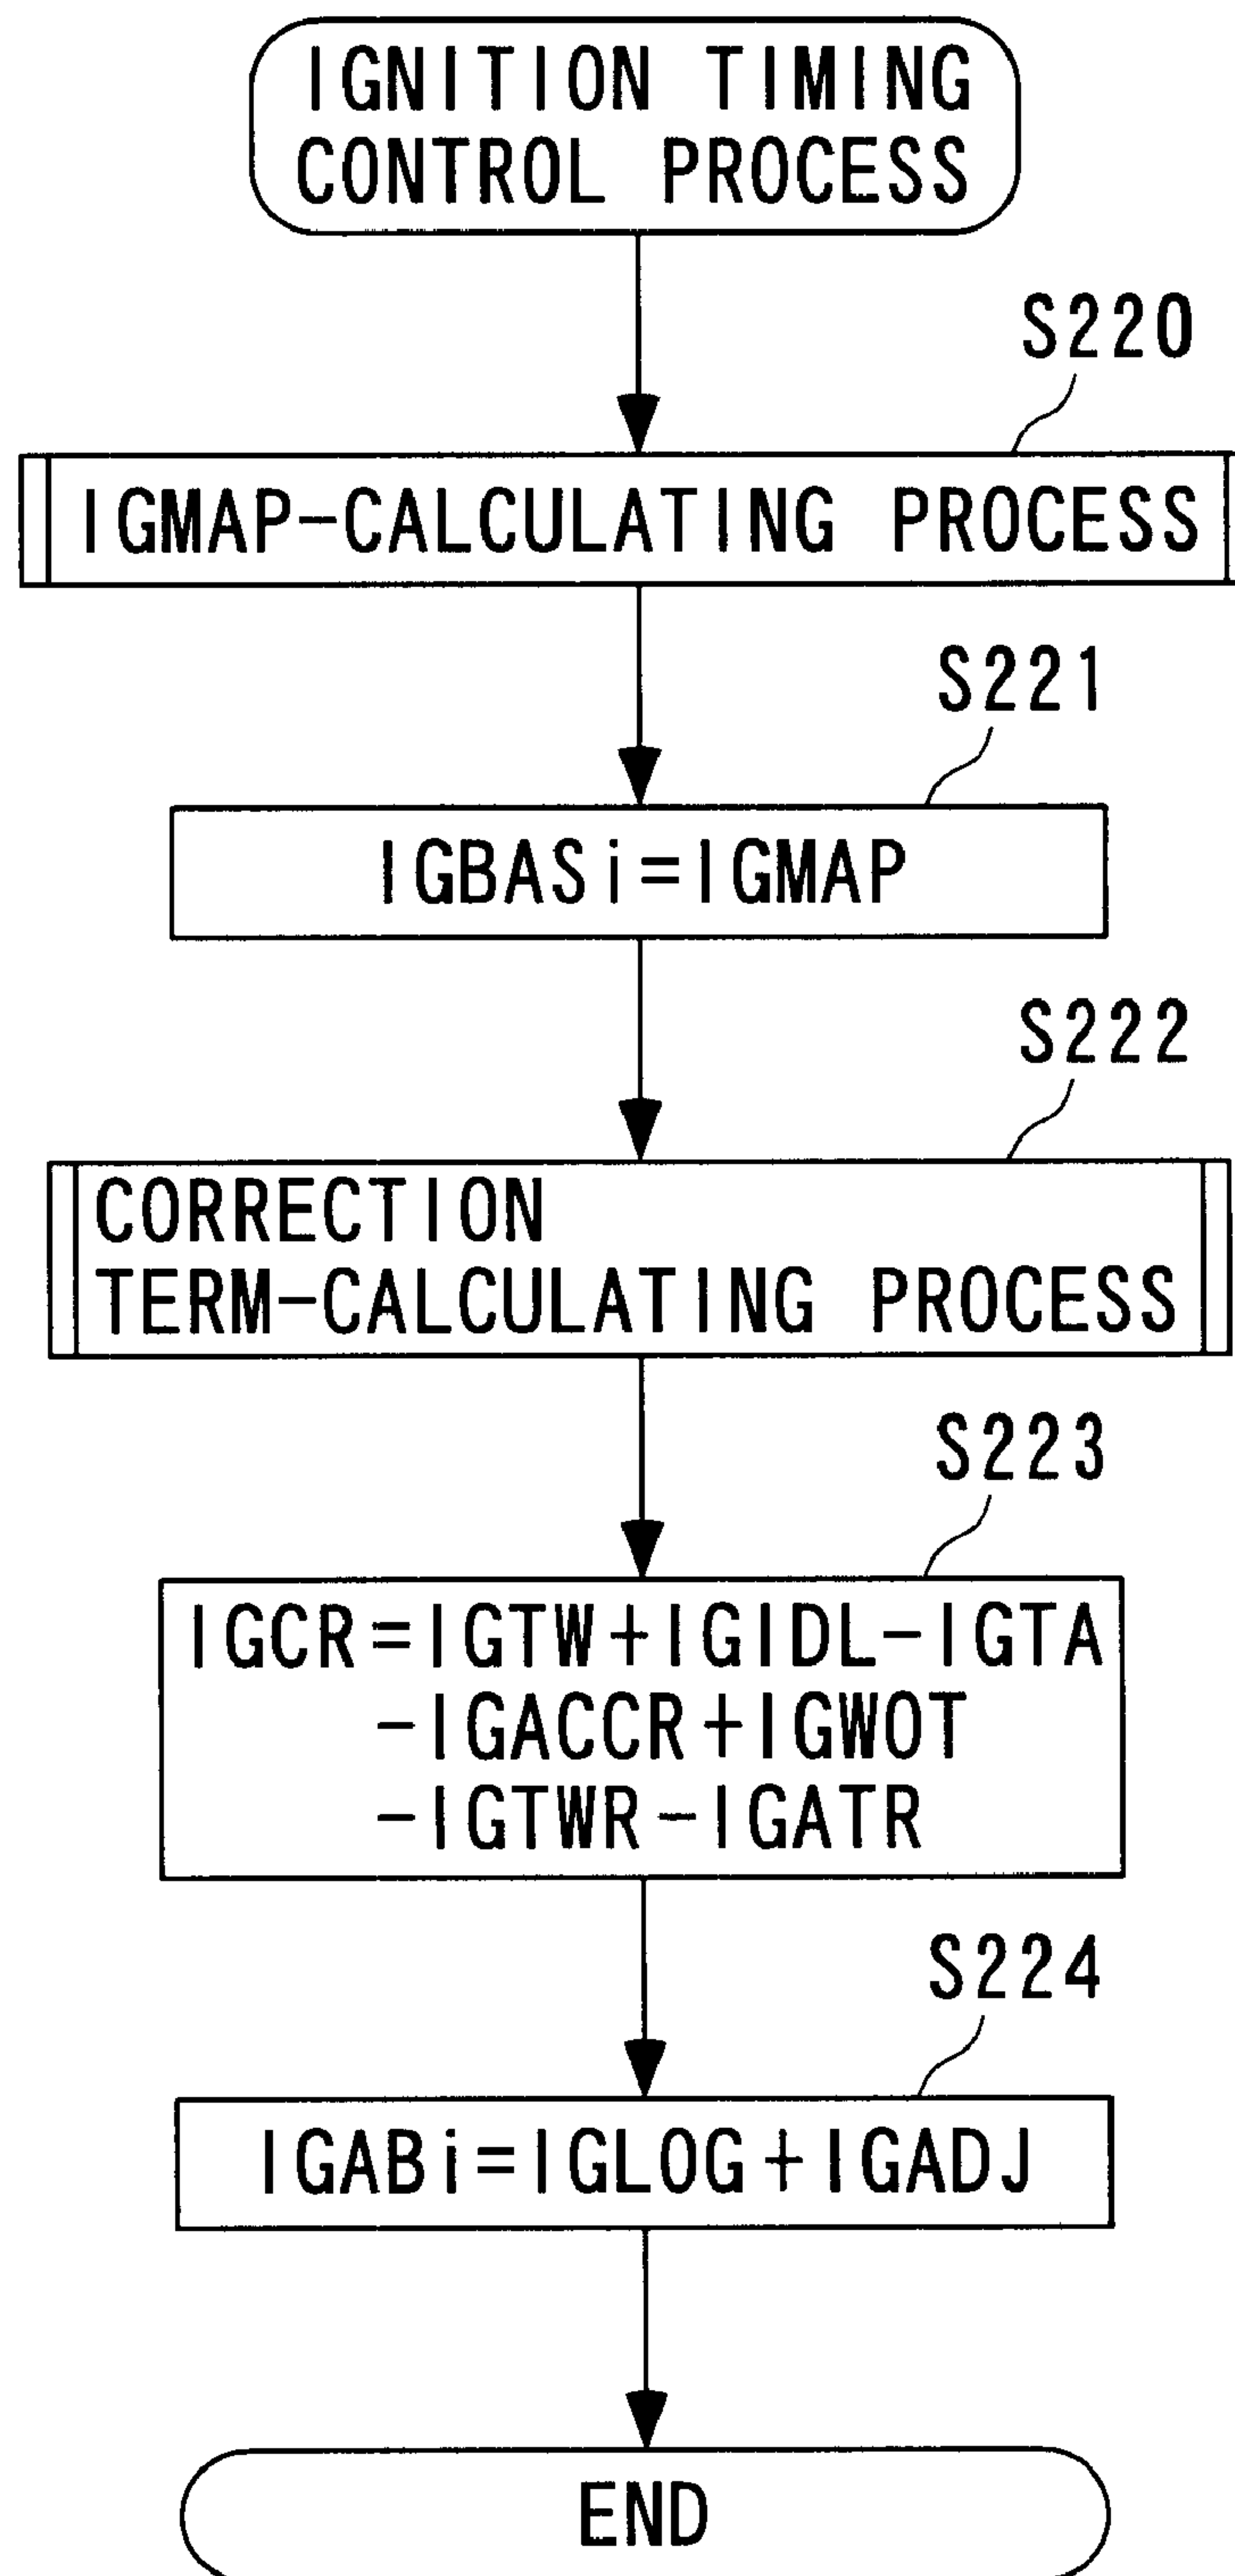 IGNITION TIMING
CONTROL PROCESS
S220
IGMAP-CALCULATING PROCESS
S221
IGBASi=IGMAP
S222
CORRECTION
TERM-CALCULATING PROCESS
S223
IGCR=IGTW+IGIDL-IGTA
-IGACCR+IGWOT
-IGTWR-IGATR
S224
IGABi=IGLOG+IGADJ
END